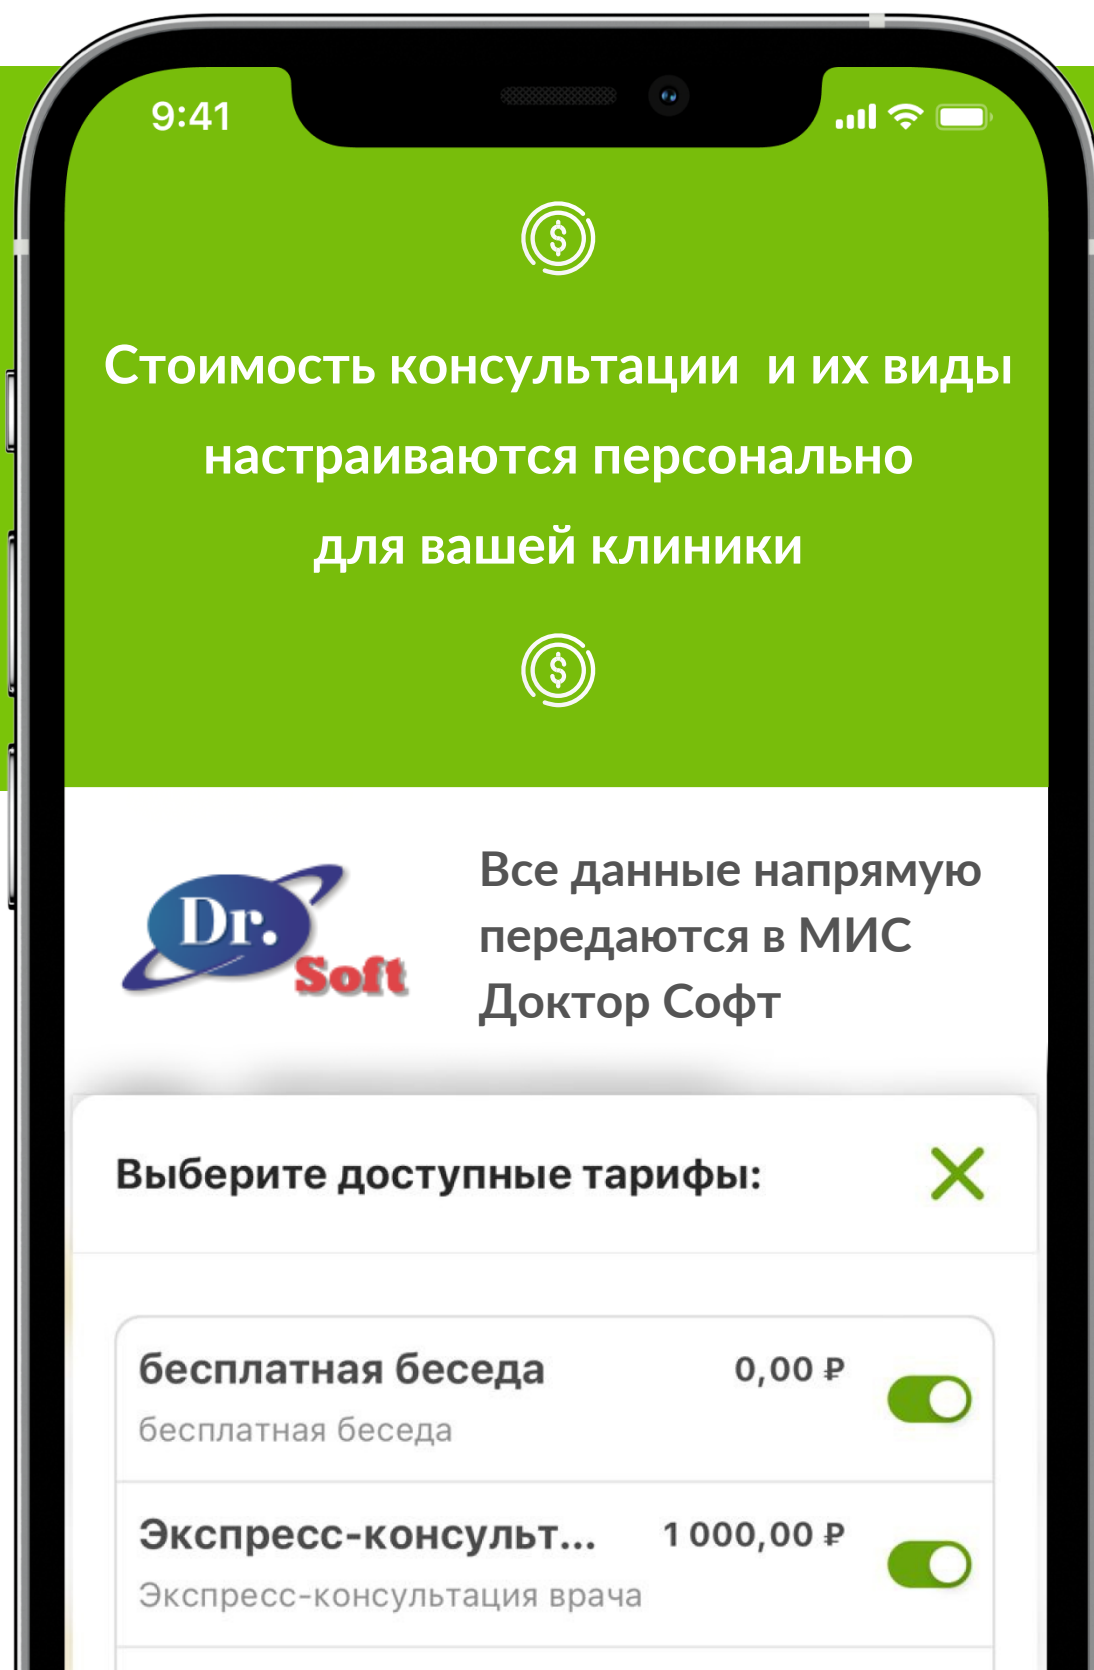 9:41
Стоимость консультации и их виды
настраиваются персонально
для вашей клиники
Dr.
Soft
Все данные напрямую
передаются в МИС
Доктор Софт
Выберите доступные тарифы:
бесплатная беседа 0,00 ₽
бесплатная беседа
Экспресс-консульт... 1 000,00 ₽
Экспресс-консультация врача